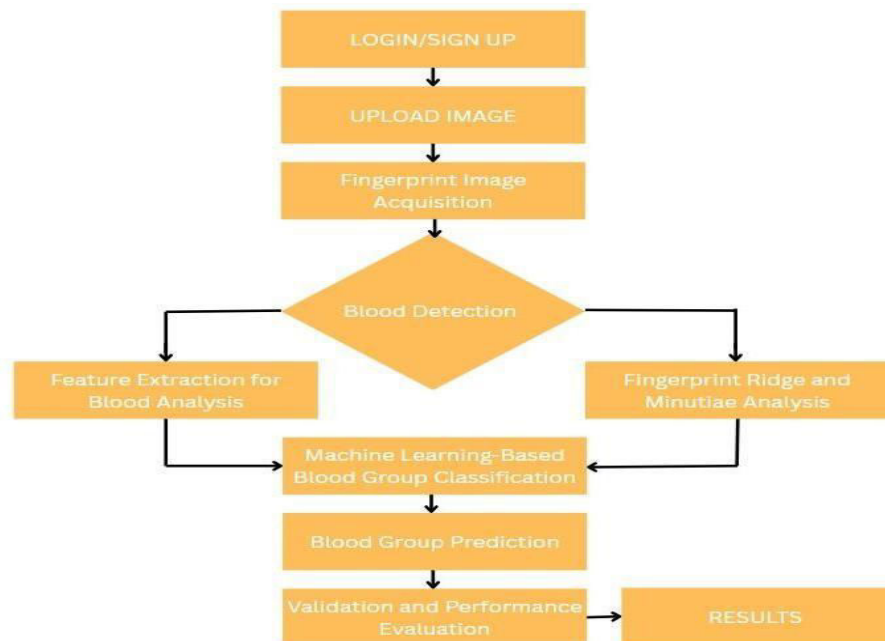 LOGIN/SIGN UP
UPLOAD IMAGE
Fingerprint Image
Acquisition
Blood Detection
Feature Extraction for
Blood Analysis
Fingerprint Ridge and
Minutiae Analysis
Machine Learning-Based
Blood Group Classification
Blood Group Prediction
Validation and Performance
Evaluation
RESULTS